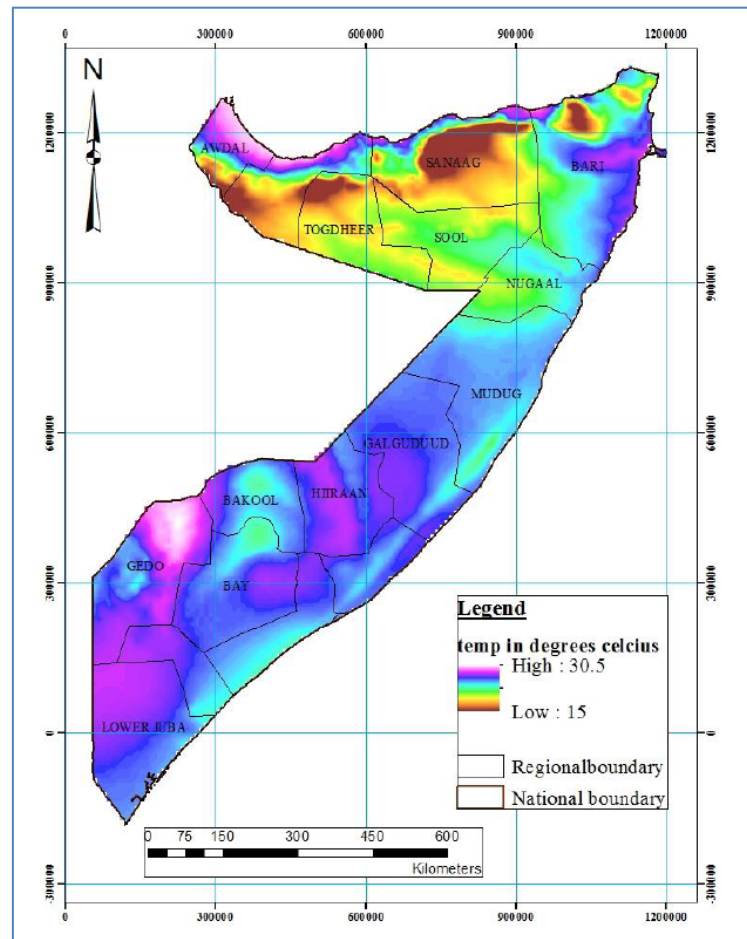 0
300000
600000
900000
1200000
N
1200000
1200000
AWDAL
SANAAG
BARI
TOGDHEER
SOOL
NUGAAL
900000
900000
MUDUG
600000
600000
GALGUDUUD
HIIRAAN
BAKOOL
GEDO
BAY
300000
300000
Legend
temp in degrees celcius
High : 30.5
Low : 15
LOWER JUBA
0
0
Regionalboundary
National boundary
0 75 150 300 450 600
Kilometers
-300000
-300000
0
300000
600000
900000
1200000